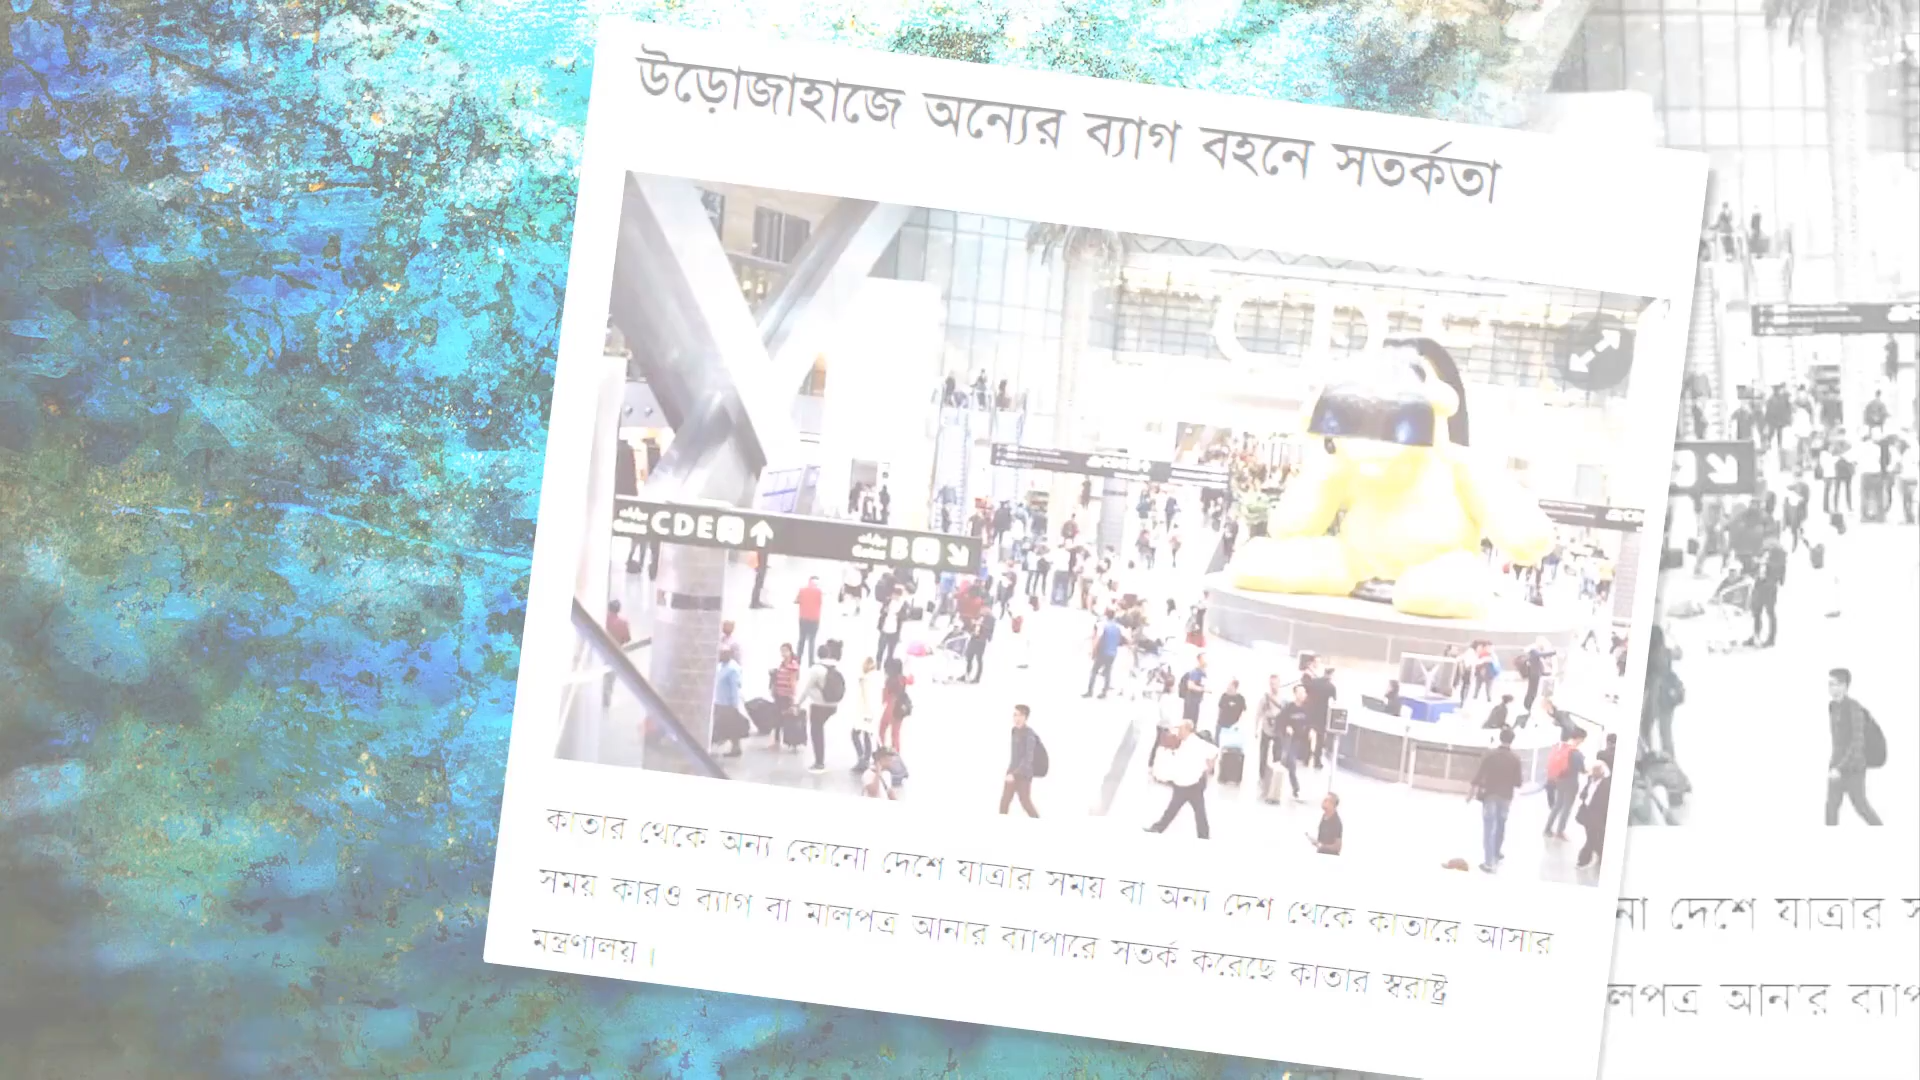 উড়োজাহাজে অন্যের ব্যাগ বহনে সতর্কতা
CDE
B
কাতার থেকে অন্য কোনো দেশে যাত্রার সময় বা অন্য দেশ থেকে কাতারে আসার
সময় কারও ব্যাগ বা মালপত্র আনার ব্যাপারে সতর্ক করেছে কাতার স্বরাষ্ট্র
মন্ত্রণালয়।
না দেশে যাত্রার স
লপত্র আনার ব্যাপ